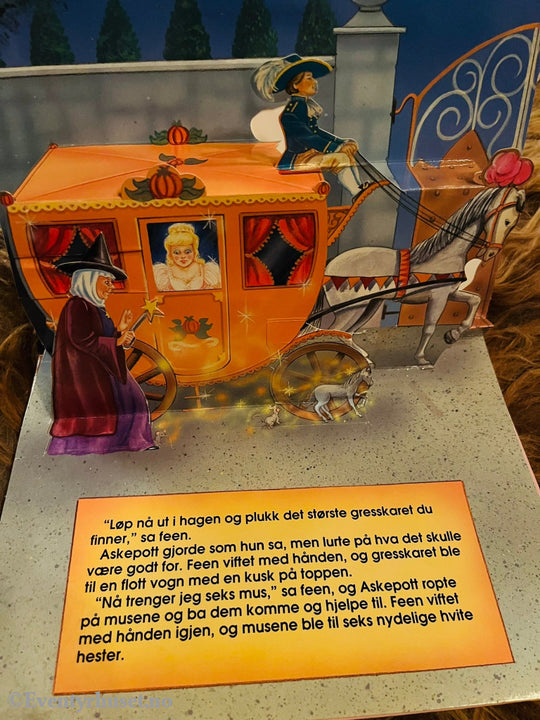 "Løp nå ut i hagen og plukk det største gresskaret du
finner," sa feen.
Askepott gjorde som hun sa, men lurte på hva det skulle
være godt for. Feen viftet med hånden, og gresskaret ble
til en flott vogn med en kusk på toppen.
"Nå trenger jeg seks mus," sa feen, og Askepott ropte
på musene og ba dem komme og hjelpe til. Feen viftet
med hånden igjen, og musene ble til seks nydelige hvite
hester.